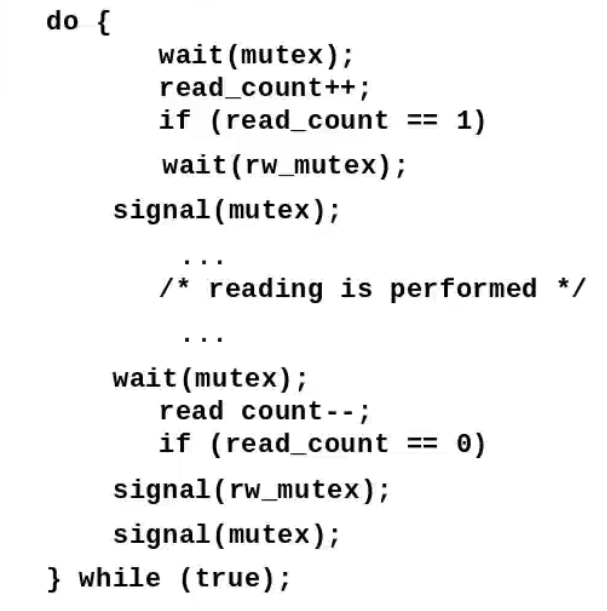 do {
wait(mutex);
read_count++;
if (read_count == 1)
wait(rw_mutex);
signal(mutex);
...
/* reading is performed */
...
wait(mutex);
read count--;
if (read_count == 0)
signal(rw_mutex);
signal(mutex);
} while (true);